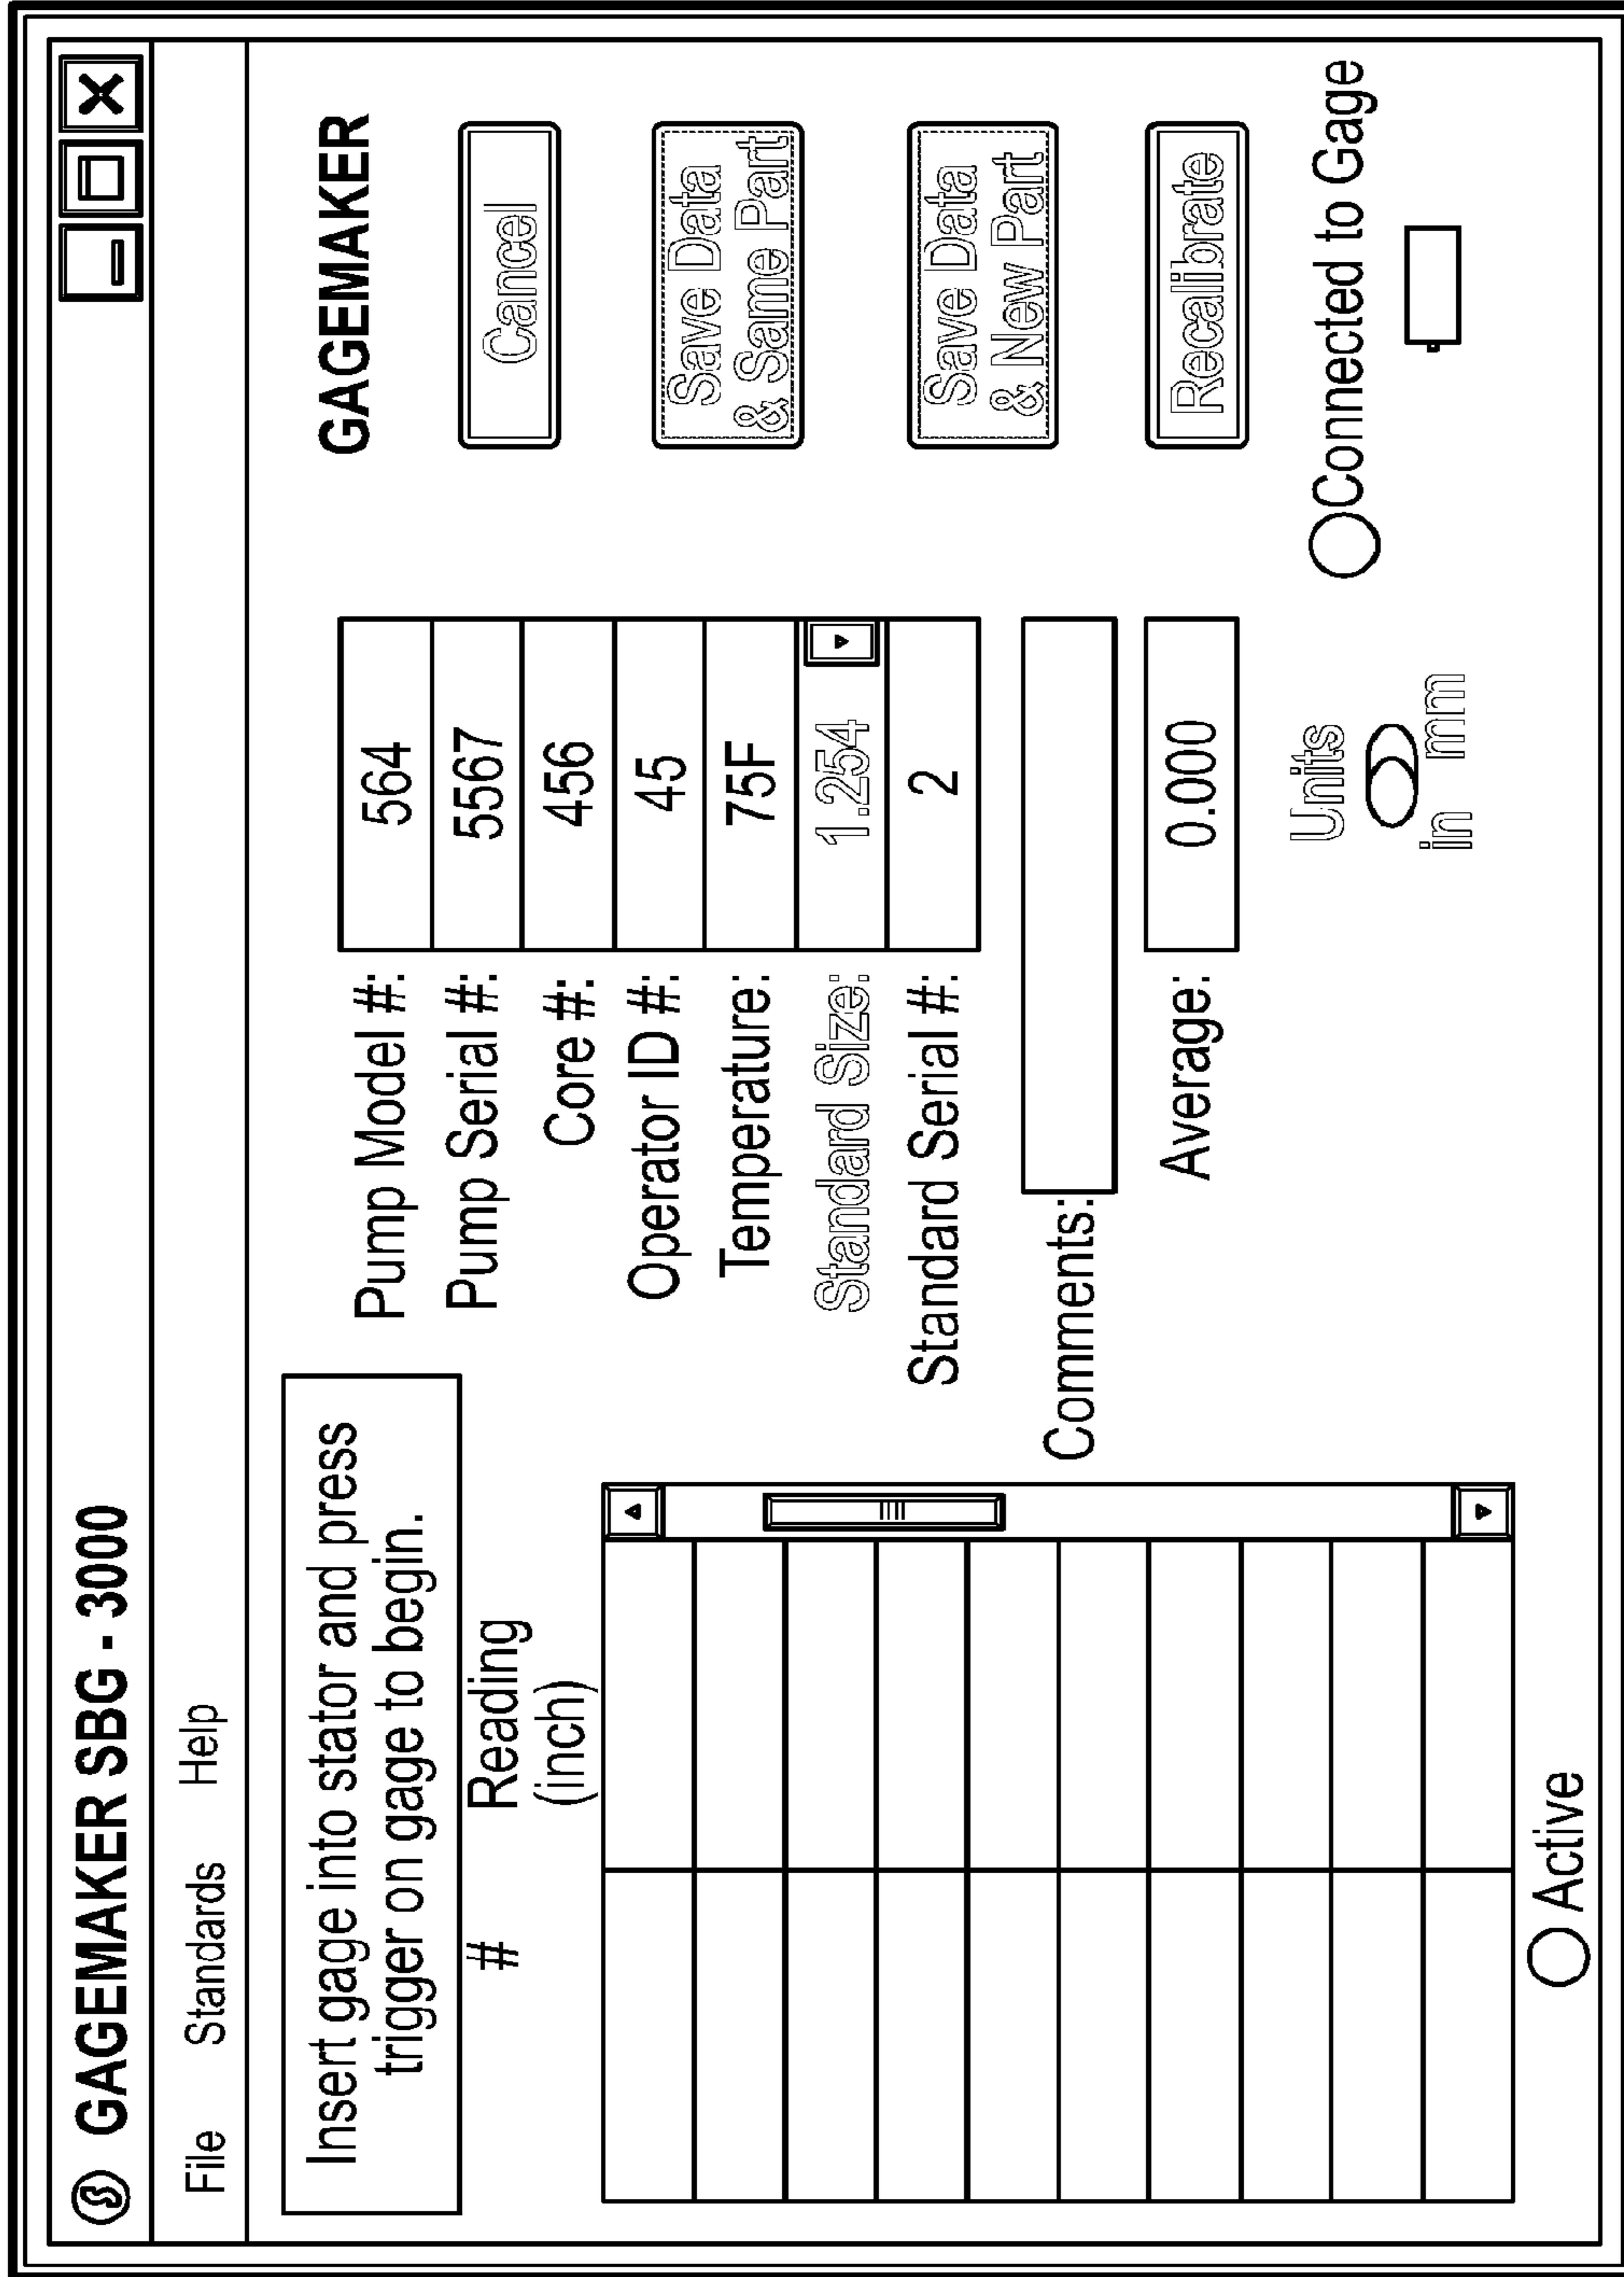 GAGEMAKER SBG - 3000
File Standards Help
Insert gage into stator and press
trigger on gage to begin.
# Reading
(inch)
Active
Pump Model #: 564
Pump Serial #: 5567
Core #: 456
Operator ID #: 45
Temperature: 75F
Standard Size: 1.254
Standard Serial #: 2
Comments:
Average: 0.000
Units
in mm
GAGEMAKER
Cancel
Save Data
& Same Part
Save Data
& New Part
Recalibrate
Connected to Gage